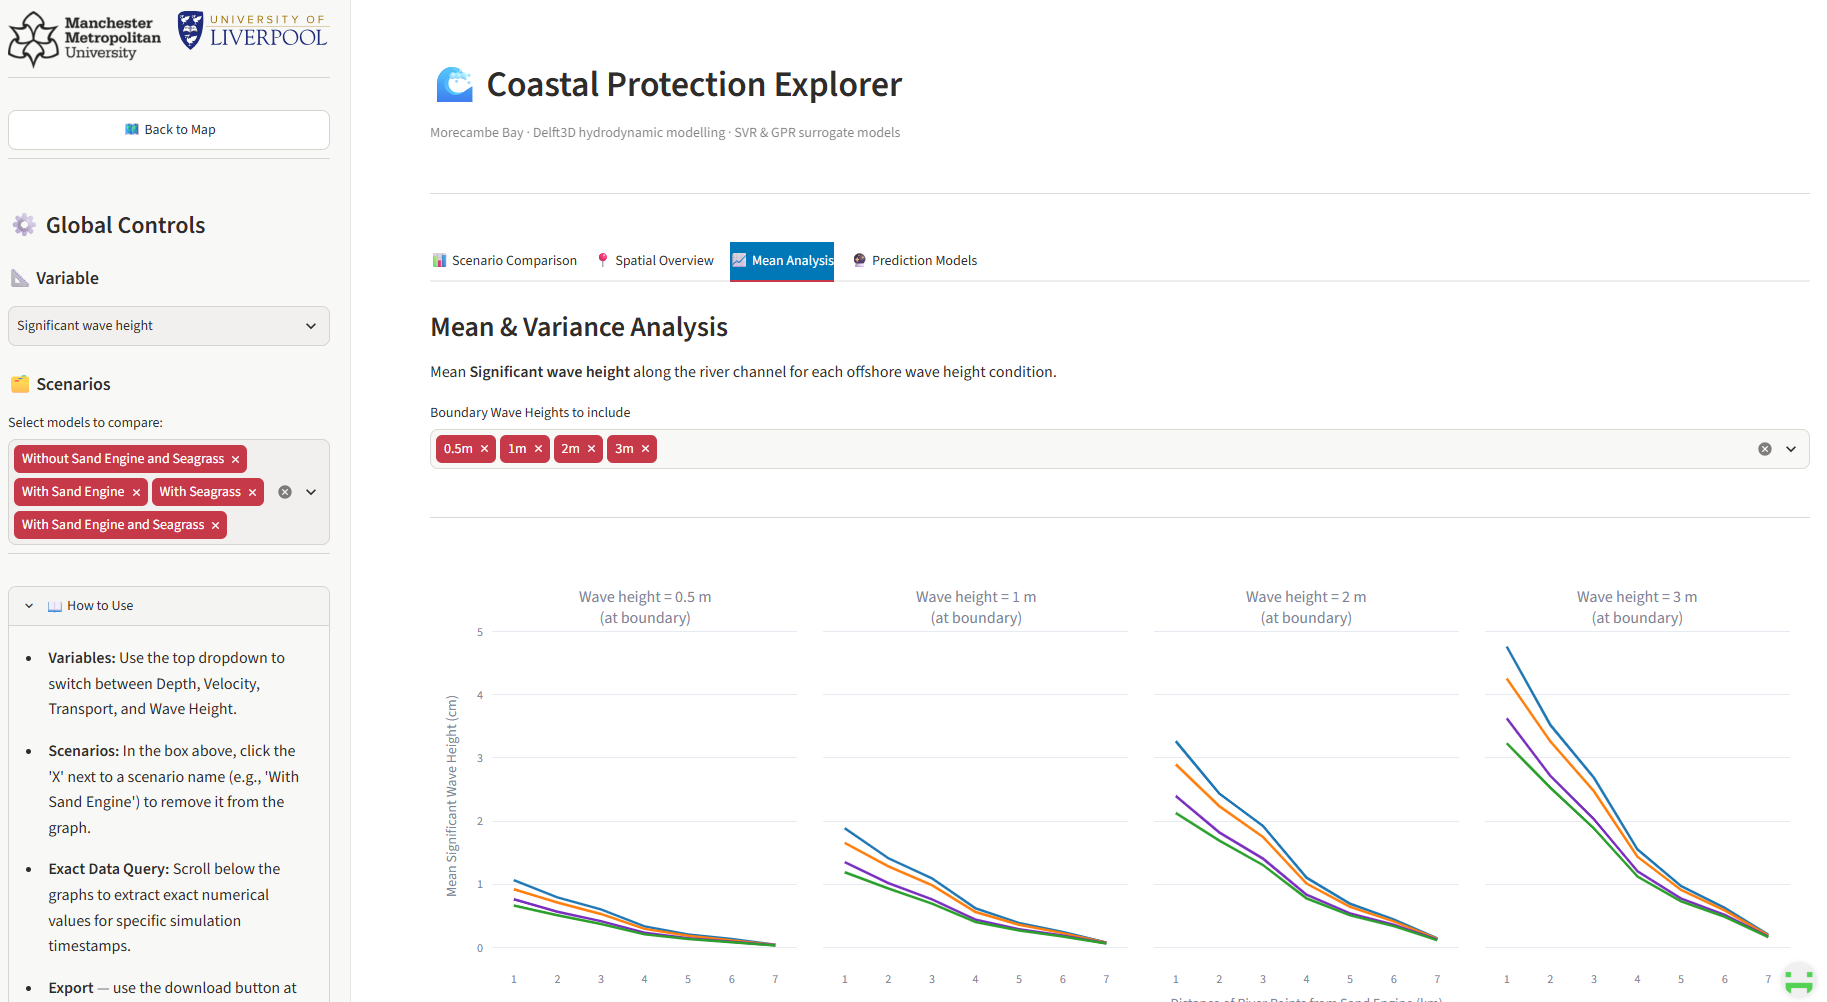 Manchester
Metropolitan
University
UNIVERSITY OF
LIVERPOOL
Back to Map
Global Controls
Variable
Significant wave height
Scenarios
Select models to compare:
Without Sand Engine and Seagrass ×
With Sand Engine × With Seagrass ×
With Sand Engine and Seagrass ×
How to Use
• Variables: Use the top dropdown to
switch between Depth, Velocity,
Transport, and Wave Height.
• Scenarios: In the box above, click the
'X' next to a scenario name (e.g., 'With
Sand Engine') to remove it from the
graph.
• Exact Data Query: Scroll below the
graphs to extract exact numerical
values for specific simulation
timestamps.
• Export — use the download button at
Coastal Protection Explorer
Morecambe Bay · Delft3D hydrodynamic modelling · SVR & GPR surrogate models
Scenario Comparison Spatial Overview Mean Analysis Prediction Models
Mean & Variance Analysis
Mean Significant wave height along the river channel for each offshore wave height condition.
Boundary Wave Heights to include
0.5m × 1m × 2m × 3m ×
Wave height = 0.5 m
(at boundary)
Wave height = 1 m
(at boundary)
Wave height = 2 m
(at boundary)
Wave height = 3 m
(at boundary)
Mean Significant Wave Height (cm)
5
4
3
2
1
0
1 2 3 4 5 6 7
1 2 3 4 5 6 7
1 2 3 4 5 6 7
1 2 3 4 5 6 7
Distance of River Points from Sand Engine (km)